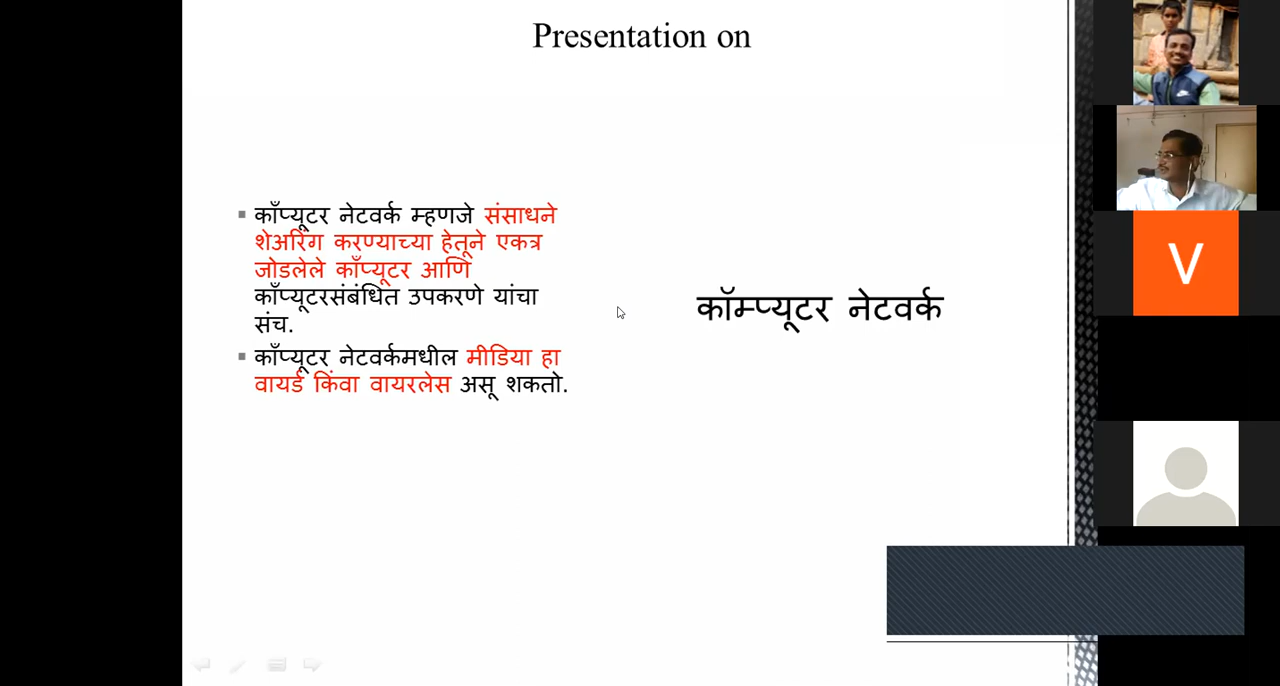 Presentation on
काँप्यूटर नेटवर्क म्हणजे संसाधने
शेअरिंग करण्याच्या हेतूने एकत्र
जोडलेले काँप्यूटर आणि
काँप्यूटरसंबंधित उपकरणे यांचा
संच.
काँप्यूटर नेटवर्कमधील मीडिया हा
वायर्ड किंवा वायरलेस असू शकतो.
कॉम्प्यूटर नेटवर्क
V